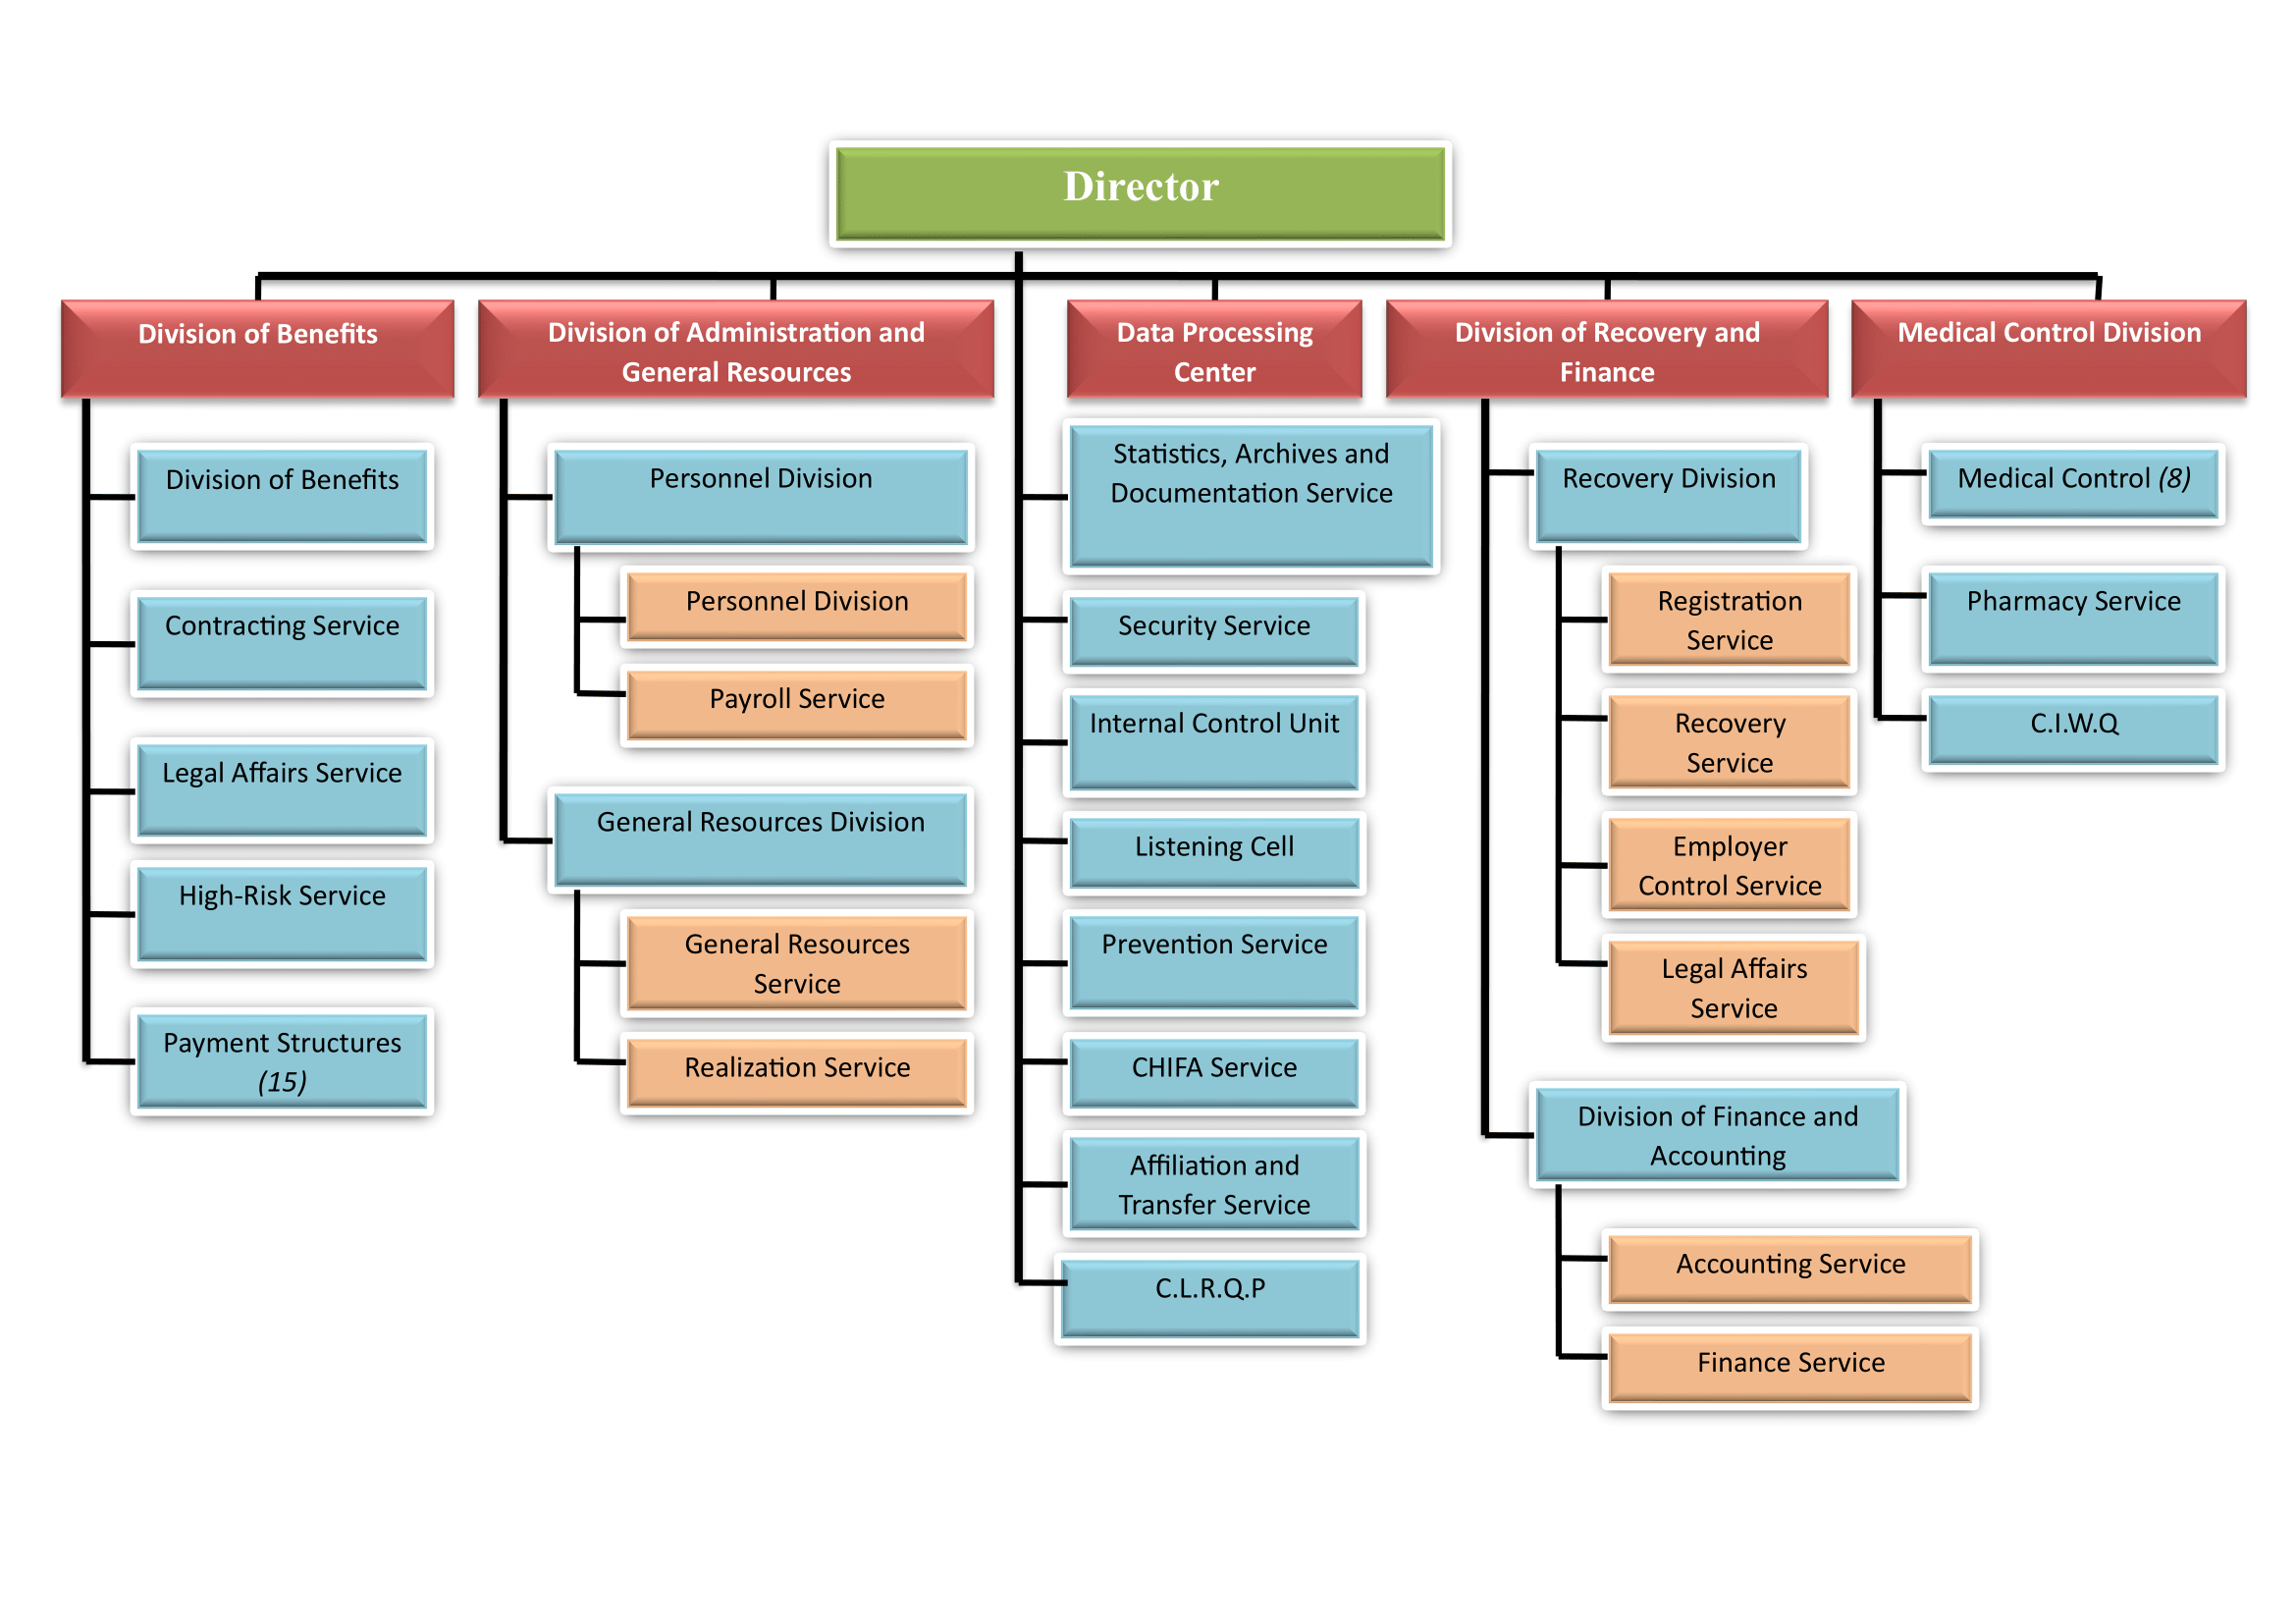 Director
Division of Benefits
Division of Administration and
General Resources
Data Processing
Center
Division of Recovery and
Finance
Medical Control Division
Division of Benefits
Contracting Service
Legal Affairs Service
High-Risk Service
Payment Structures
(15)
Personnel Division
Personnel Division
Payroll Service
General Resources Division
General Resources
Service
Realization Service
Statistics, Archives and
Documentation Service
Security Service
Internal Control Unit
Listening Cell
Prevention Service
CHIFA Service
Affiliation and
Transfer Service
C.L.R.Q.P
Recovery Division
Registration
Service
Recovery
Service
Employer
Control Service
Legal Affairs
Service
Division of Finance and
Accounting
Accounting Service
Finance Service
Medical Control (8)
Pharmacy Service
C.I.W.Q